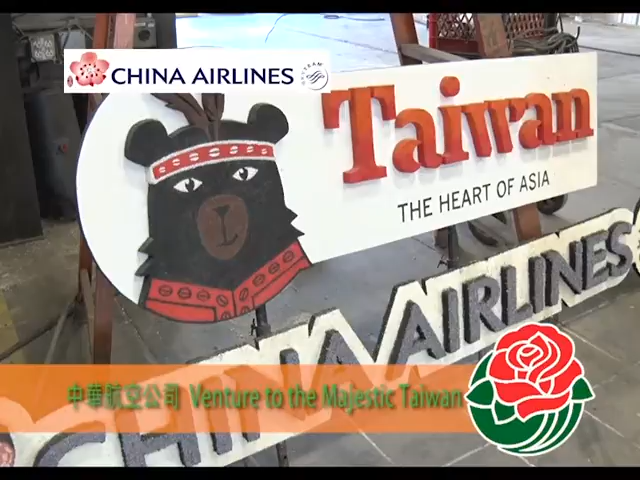 CHINA AIRLINES
SKYTEAM
Taiwan
THE HEART OF ASIA
CHINA AIRLINES
中華航空公司 Venture to the Majestic Taiwan